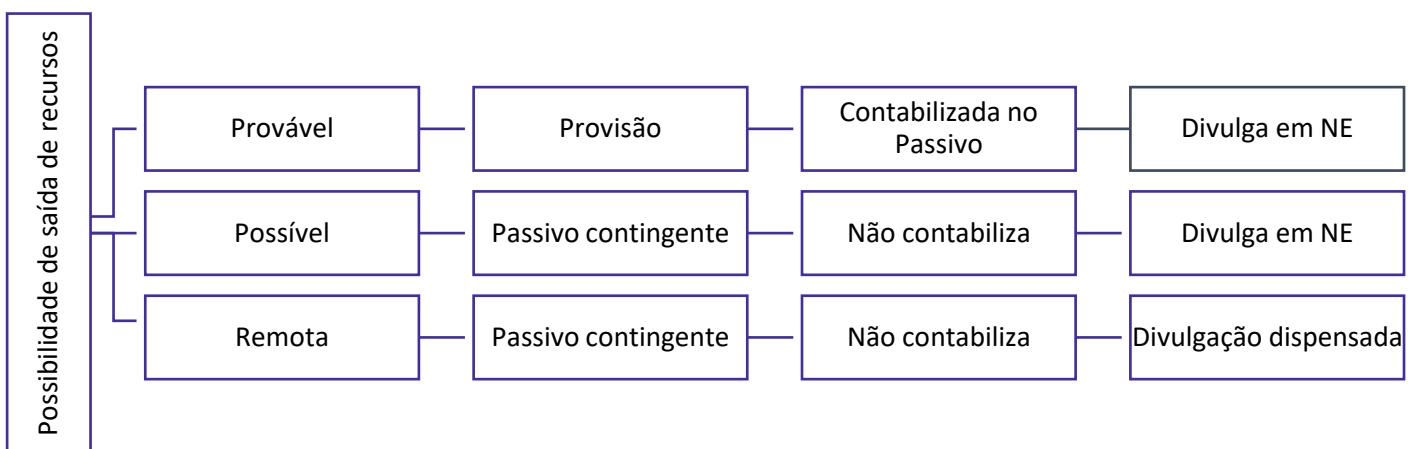 Possibilidade de saída de recursos
Provável
Provisão
Contabilizada no
Passivo
Divulga em NE
Possível
Passivo contingente
Não contabiliza
Divulga em NE
Remota
Passivo contingente
Não contabiliza
Divulgação dispensada